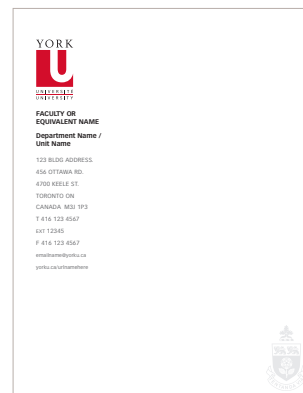 YORK
U
UNIVERSITÉ
UNIVERSITY
FACULTY OR
EQUIVALENT NAME
Department Name /
Unit Name
123 BLDG ADDRESS.
456 OTTAWA RD.
4700 KEELE ST.
TORONTO ON
CANADA M3J 1P3
T 416 123 4567
EXT 12345
F 416 123 4567
emailname@yorku.ca
yorku.ca/urlnamehere